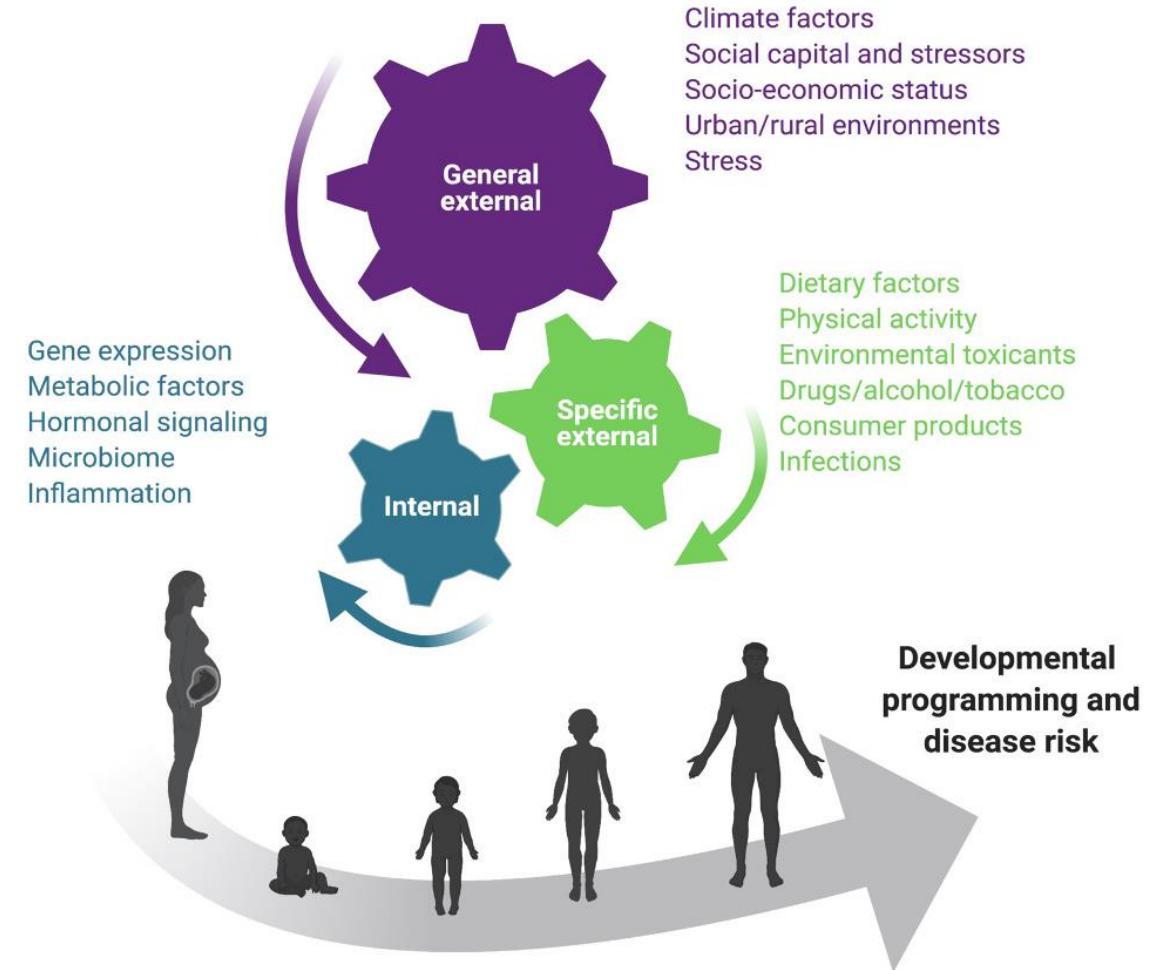 Climate factors
Social capital and stressors
Socio-economic status
Urban/rural environments
Stress
General
external
Dietary factors
Physical activity
Environmental toxicants
Drugs/alcohol/tobacco
Consumer products
Infections
Specific
external
Gene expression
Metabolic factors
Hormonal signaling
Microbiome
Inflammation
Internal
Developmental
programming and
disease risk